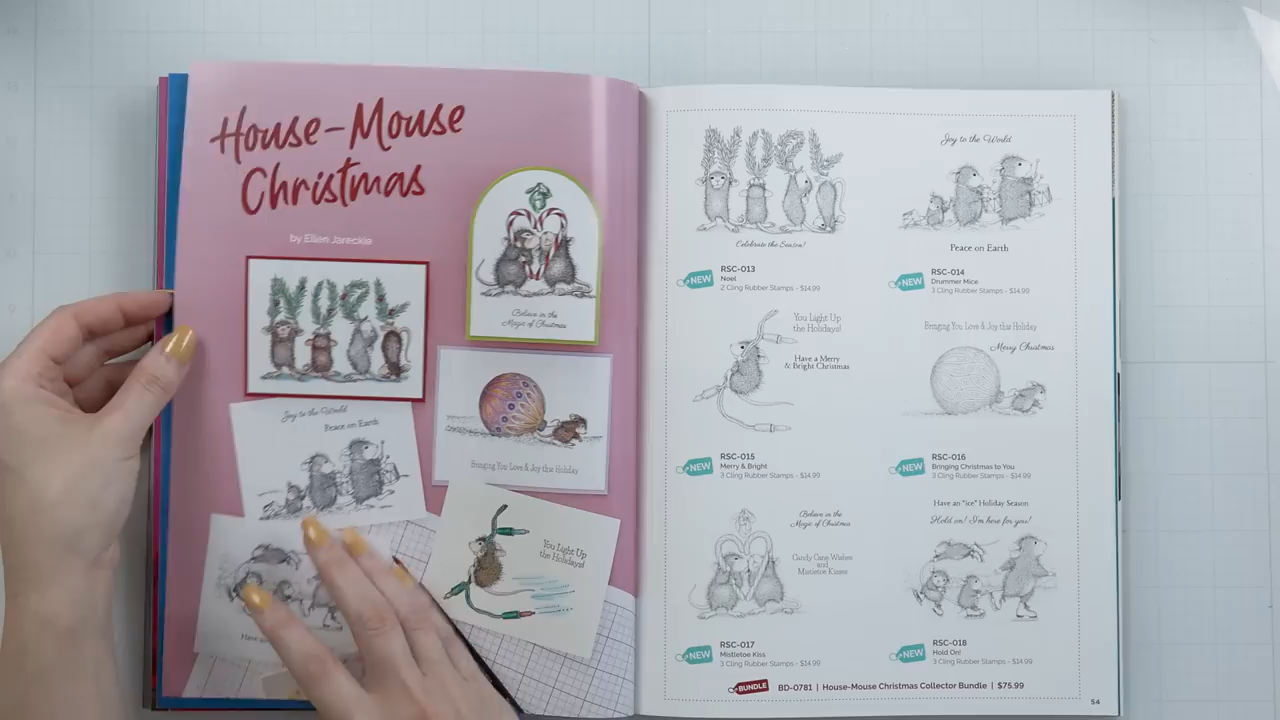 House-Mouse
Christmas
by Ellen Jareckie
NOEL
Believe in the
Magic of Christmas
Joy to the World
Peace on Earth
Bringing You Love & Joy this Holiday
You Light Up
the Holidays!
NOEL
Celebrate the Season!
NEW
RSC-013
Noel
2 Cling Rubber Stamps - $14.99
Joy to the World
Peace on Earth
NEW
RSC-014
Drummer Mice
3 Cling Rubber Stamps - $14.99
You Light Up
the Holidays!
Have a Merry
& Bright Christmas
NEW
RSC-015
Merry & Bright
3 Cling Rubber Stamps - $14.99
Bringing You Love & Joy this Holiday
Merry Christmas
NEW
RSC-016
Bringing Christmas to You
3 Cling Rubber Stamps - $14.99
Believe in the
Magic of Christmas
Candy Cane Wishes
and
Mistletoe Kisses
NEW
RSC-017
Mistletoe Kiss
3 Cling Rubber Stamps - $14.99
Have an "ice" Holiday Season
Hold on! I'm here for you!
NEW
RSC-018
Hold On!
3 Cling Rubber Stamps - $14.99
BUNDLE BD-0781 | House-Mouse Christmas Collector Bundle | $75.99
54